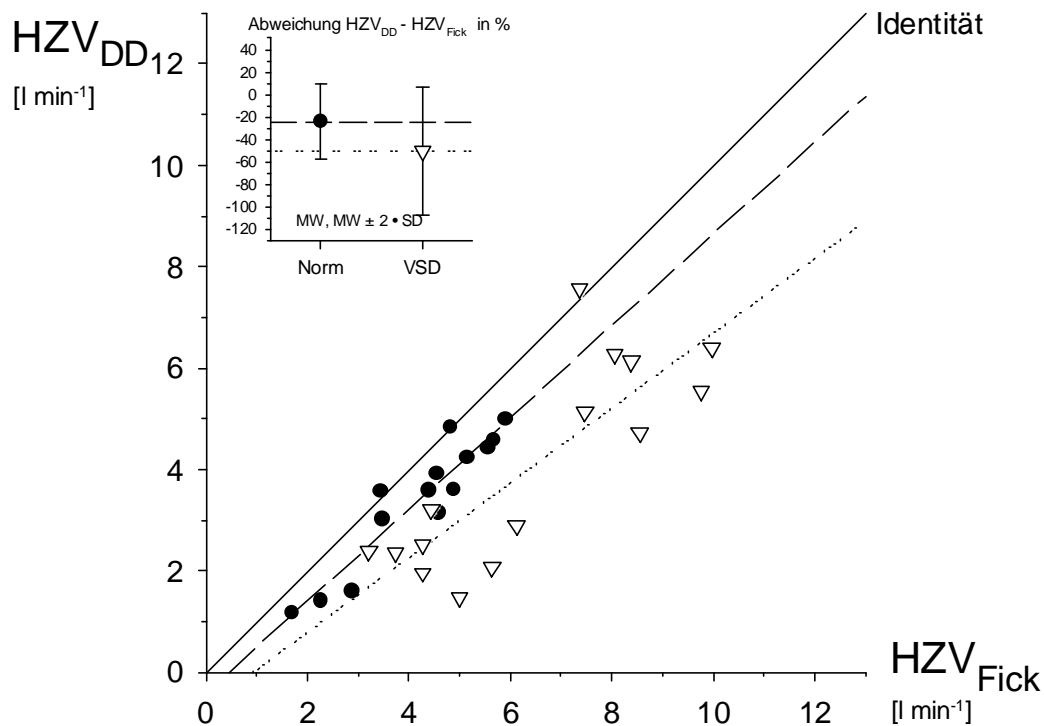 HZV_DD
[l min⁻¹]
Abweichung HZV_DD - HZV_Fick in %
40
20
0
-20
-40
-60
-80
-100
-120
MW, MW ± 2 • SD
Norm VSD
Identität
12
10
8
6
4
2
0
0 2 4 6 8 10 12
HZV_Fick
[l min⁻¹]